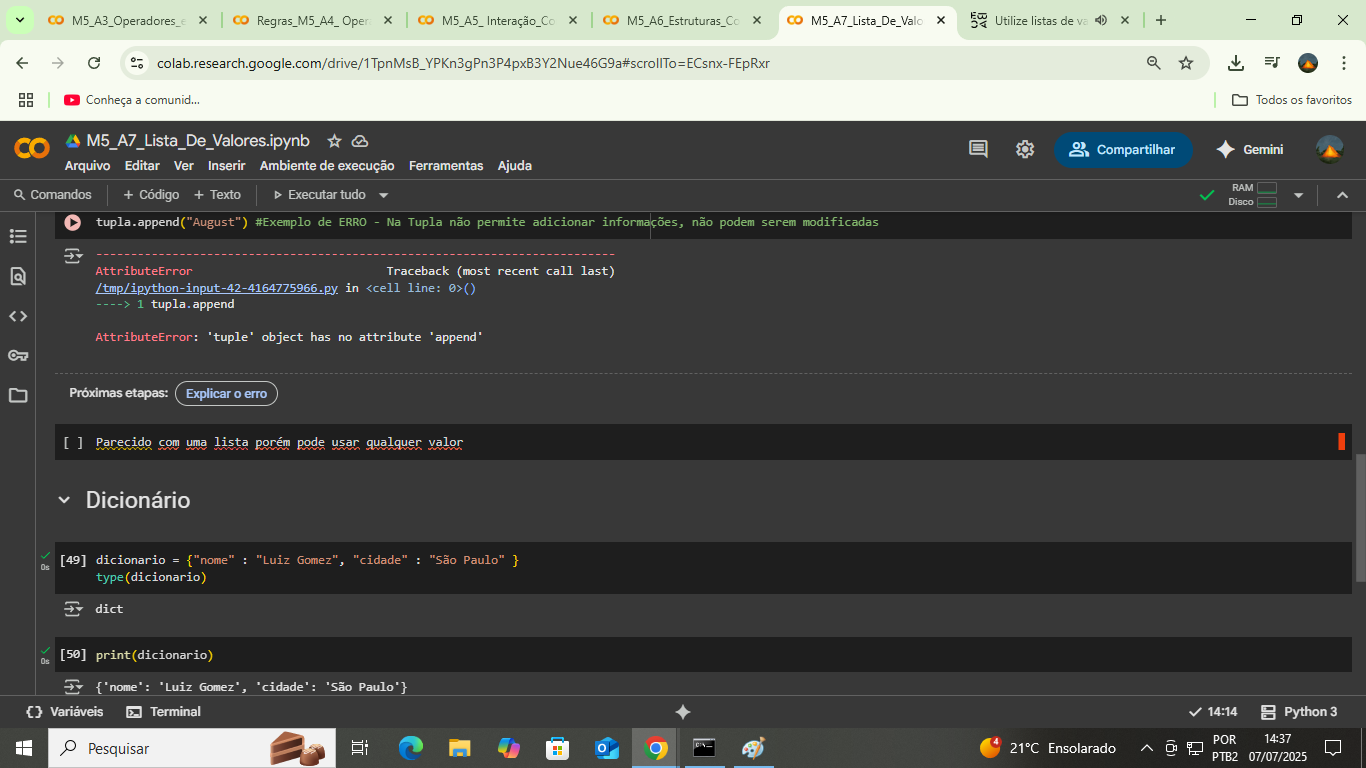 M5_A3_Operadores_e
Regras_M5_A4_ Oper
M5_A5_ Interação_Co
M5_A6_Estruturas_Co
M5_A7_Lista_De_Valo
Utilize listas de va
colab.research.google.com/drive/1TpnMsB_YPKn3gPn3P4pxB3Y2Nue46G9a#scrollTo=ECsnx-FEpRxr
Conheça a comunid...
Todos os favoritos
M5_A7_Lista_De_Valores.ipynb
Arquivo Editar Ver Inserir Ambiente de execução Ferramentas Ajuda
Compartilhar
Gemini
Comandos + Código + Texto Executar tudo
RAM
Disco
tupla.append("August") #Exemplo de ERRO - Na Tupla não permite adicionar informações, não podem serem modificadas
---------------------------------------------------------------------------
AttributeError Traceback (most recent call last)
/tmp/ipython-input-42-4164775966.py in <cell line: 0>()
----> 1 tupla.append
AttributeError: 'tuple' object has no attribute 'append'
Próximas etapas: Explicar o erro
[ ] Parecido com uma lista porém pode usar qualquer valor
Dicionário
[49] dicionario = {"nome" : "Luiz Gomez", "cidade" : "São Paulo" }
0s
type(dicionario)
dict
[50] print(dicionario)
0s
{'nome': 'Luiz Gomez', 'cidade': 'São Paulo'}
Variáveis Terminal
14:14 Python 3
Pesquisar
4
21°C Ensolarado
POR
PTB2
14:37
07/07/2025